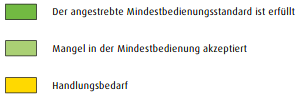 Der angestrebte Mindestbedienungsstandard ist erfüllt
Mangel in der Mindestbedienung akzeptiert
Handlungsbedarf